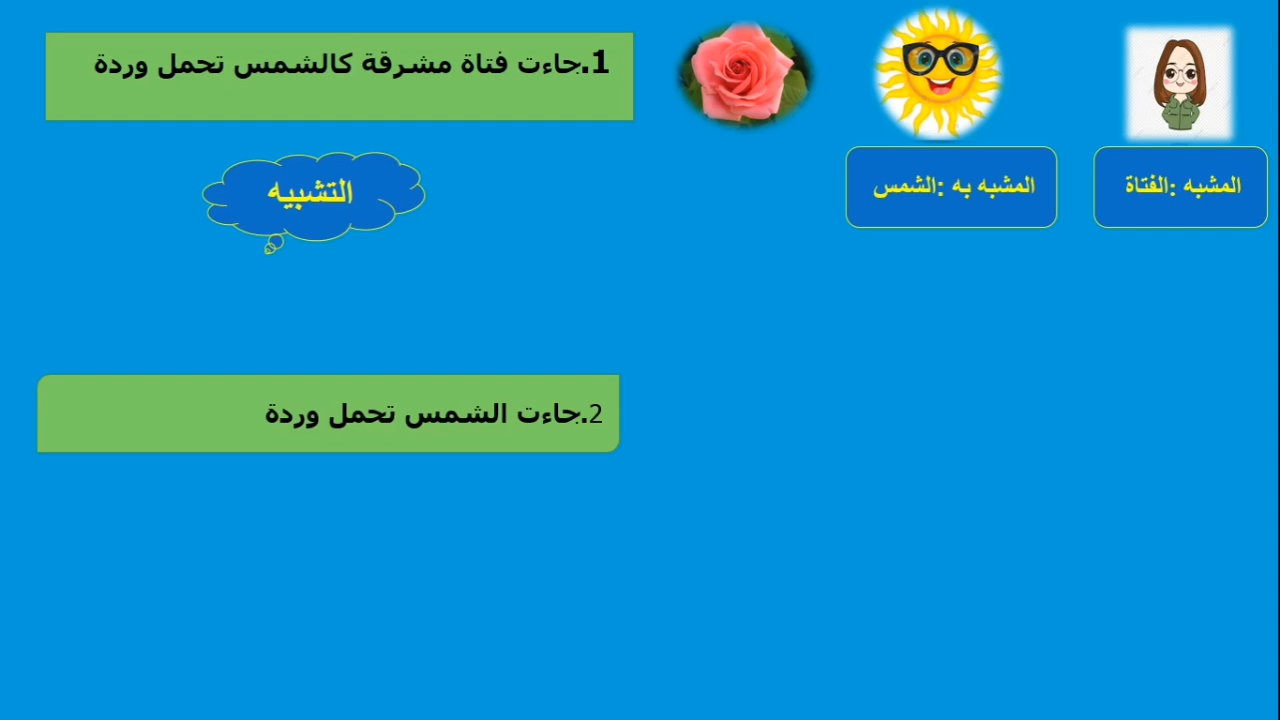 1.جاءت فتاة مشرقة كالشمس تحمل وردة
المشبه :الفتاة
المشبه به :الشمس
التشبيه
2.جاءت الشمس تحمل وردة